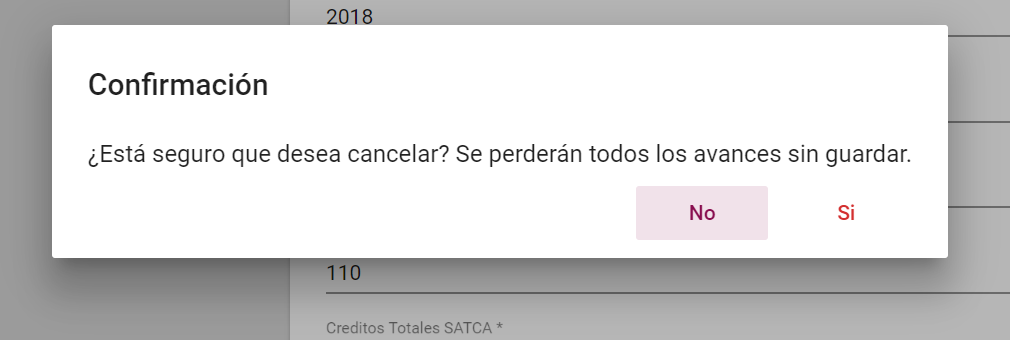 2018
Confirmación
¿Está seguro que desea cancelar? Se perderán todos los avances sin guardar.
No Si
110
Creditos Totales SATCA *